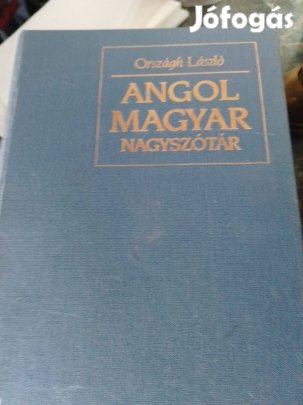 Jófogás
Országh László
ANGOL
MAGYAR
NAGYSZÓTÁR